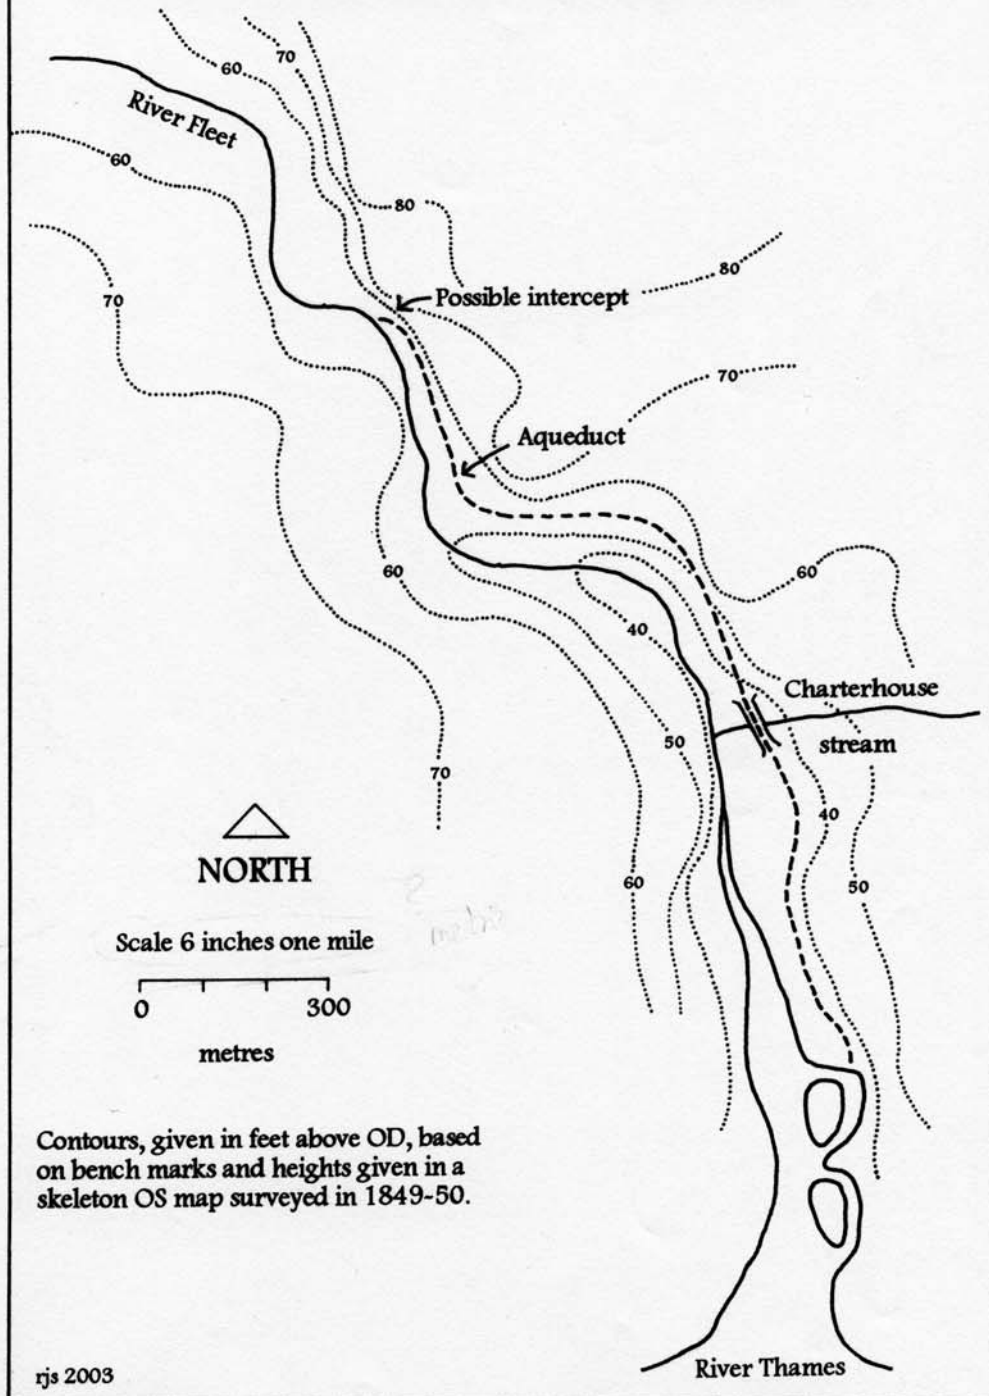 70
60
River Fleet
60
80
80
70
Possible intercept
70
Aqueduct
60
60
40
Charterhouse
stream
50
70
40
NORTH
60
50
Scale 6 inches one mile
metric
0 300
metres
Contours, given in feet above OD, based
on bench marks and heights given in a
skeleton OS map surveyed in 1849-50.
River Thames
rjs 2003